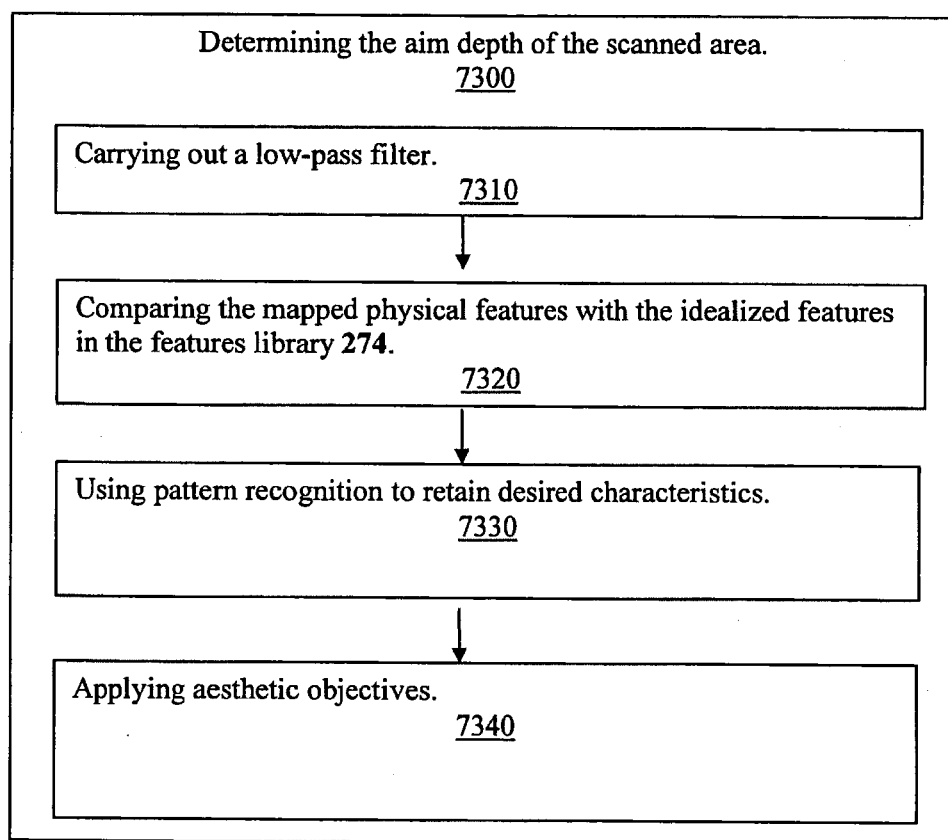 Determining the aim depth of the scanned area.
7300
Carrying out a low-pass filter.
7310
Comparing the mapped physical features with the idealized features
in the features library 274.
7320
Using pattern recognition to retain desired characteristics.
7330
Applying aesthetic objectives.
7340